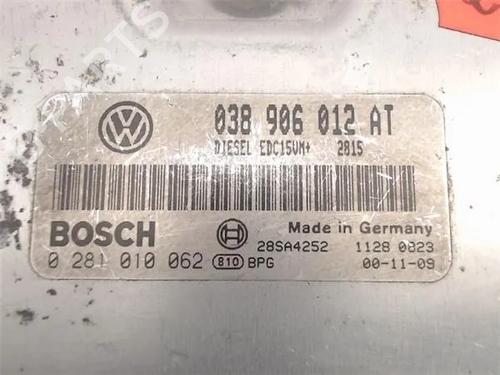 038 906 012 AT
DIESEL EDC15VM+ 2815
BOSCH
Made in Germany
28SA4252 1128 0823
0 281 010 062 810 BPG 00-11-09
PARTS